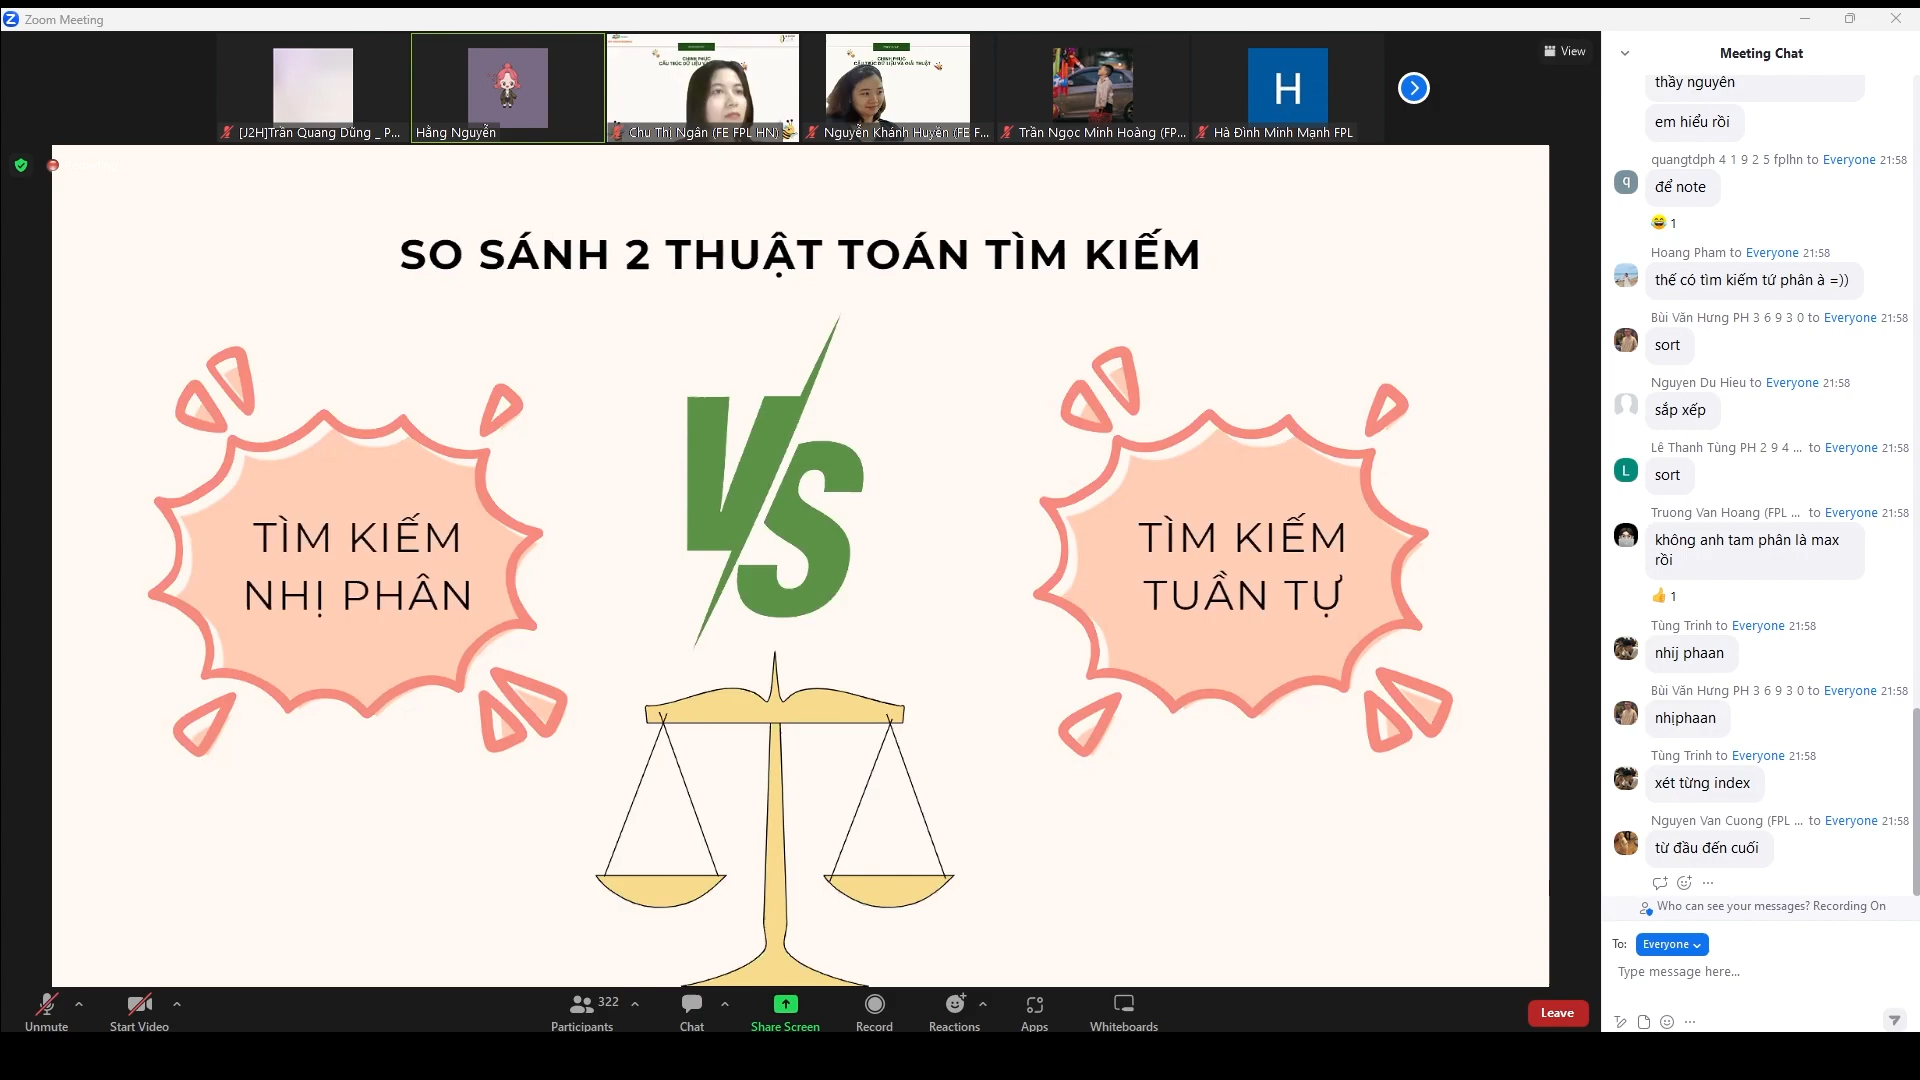 Zoom Meeting
View
[J2H]Trần Quang Dũng _ P...
Hằng Nguyễn
Chu Thị Ngân (FE FPL HN)
Nguyễn Khánh Huyền (FE F...
Trần Ngọc Minh Hoàng (FP...
H
Hà Đình Minh Mạnh FPL
SO SÁNH 2 THUẬT TOÁN TÌM KIẾM
TÌM KIẾM
NHỊ PHÂN
VS
TÌM KIẾM
TUẦN TỰ
Meeting Chat
thầy nguyên
em hiểu rồi
quangtdph 4 1 9 2 5 fplhn to Everyone 21:58
q
để note
1
Hoang Pham to Everyone 21:58
thế có tìm kiếm tứ phân à =))
Bùi Văn Hưng PH 3 6 9 3 0 to Everyone 21:58
sort
Nguyen Du Hieu to Everyone 21:58
sắp xếp
Lê Thanh Tùng PH 2 9 4 ... to Everyone 21:58
L
sort
Truong Van Hoang (FPL ... to Everyone 21:58
không anh tam phân là max
rồi
1
Tùng Trinh to Everyone 21:58
nhij phaan
Bùi Văn Hưng PH 3 6 9 3 0 to Everyone 21:58
nhịphaan
Tùng Trinh to Everyone 21:58
xét từng index
Nguyen Van Cuong (FPL ... to Everyone 21:58
từ đầu đến cuối
Who can see your messages? Recording On
To: Everyone
Type message here...
Unmute
Start Video
322
Participants
Chat
Share Screen
Record
Reactions
Apps
Whiteboards
Leave